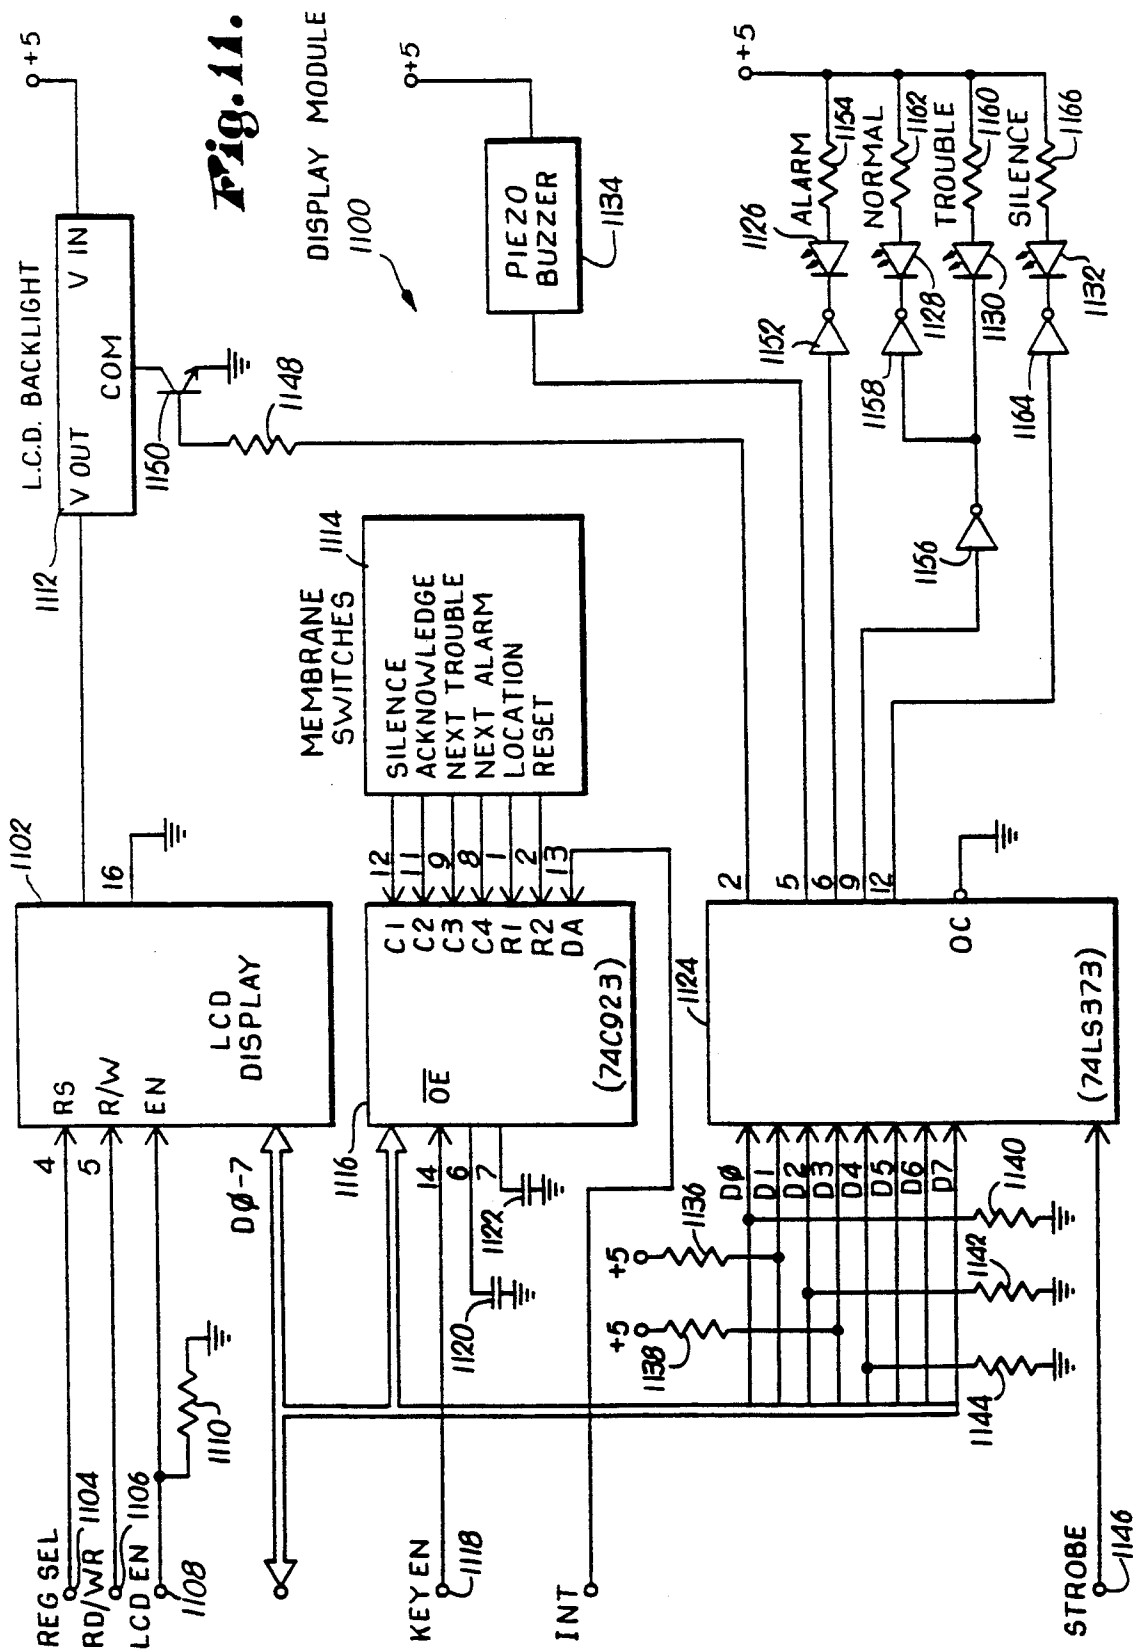 Fig.11.
DISPLAY MODULE
1100
REG SEL
RD/WR
1104
LCD EN
1106
1108
1110
4
5
RS
R/W
EN
LCD
DISPLAY
1102
16
DØ-7
L.C.D. BACKLIGHT
1112
V OUT
COM
V IN
+5
1150
1148
KEY EN
1118
INT
1116
14
6
7
1120
1122
OE
(74C923)
C1
C2
C3
C4
R1
R2
DA
12
11
9
8
1
2
13
MEMBRANE
SWITCHES
1114
SILENCE
ACKNOWLEDGE
NEXT TROUBLE
NEXT ALARM
LOCATION
RESET
PIEZO
BUZZER
1134
+5
STROBE
1146
+5
1136
+5
1138
1140
1142
1144
DØ
D1
D2
D3
D4
D5
D6
D7
1124
(74LS373)
OC
2
5
6
9
12
1156
1152
1158
1164
1126
1128
1130
1132
ALARM
1154
NORMAL
1162
TROUBLE
1160
SILENCE
1166
+5